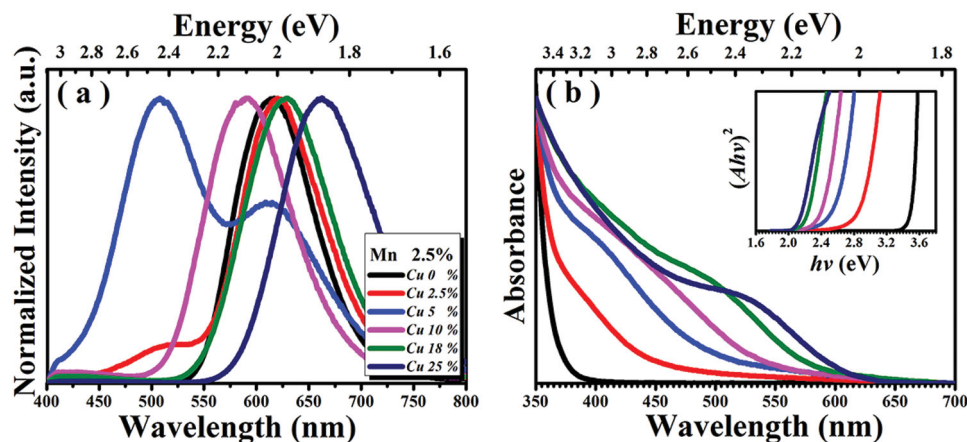 Energy (eV)
3 2.8 2.6 2.4 2.2 2 1.8 1.6
( a )
Normalized Intensity (a.u.)
Mn 2.5%
Cu 0 %
Cu 2.5%
Cu 5 %
Cu 10 %
Cu 18 %
Cu 25 %
400 450 500 550 600 650 700 750 800
Wavelength (nm)
Energy (eV)
3.4 3.2 3 2.8 2.6 2.4 2.2 2 1.8
( b )
Absorbance
(Ahν)2
1.6 2.0 2.4 2.8 3.2 3.6
hν (eV)
350 400 450 500 550 600 650 700
Wavelength (nm)